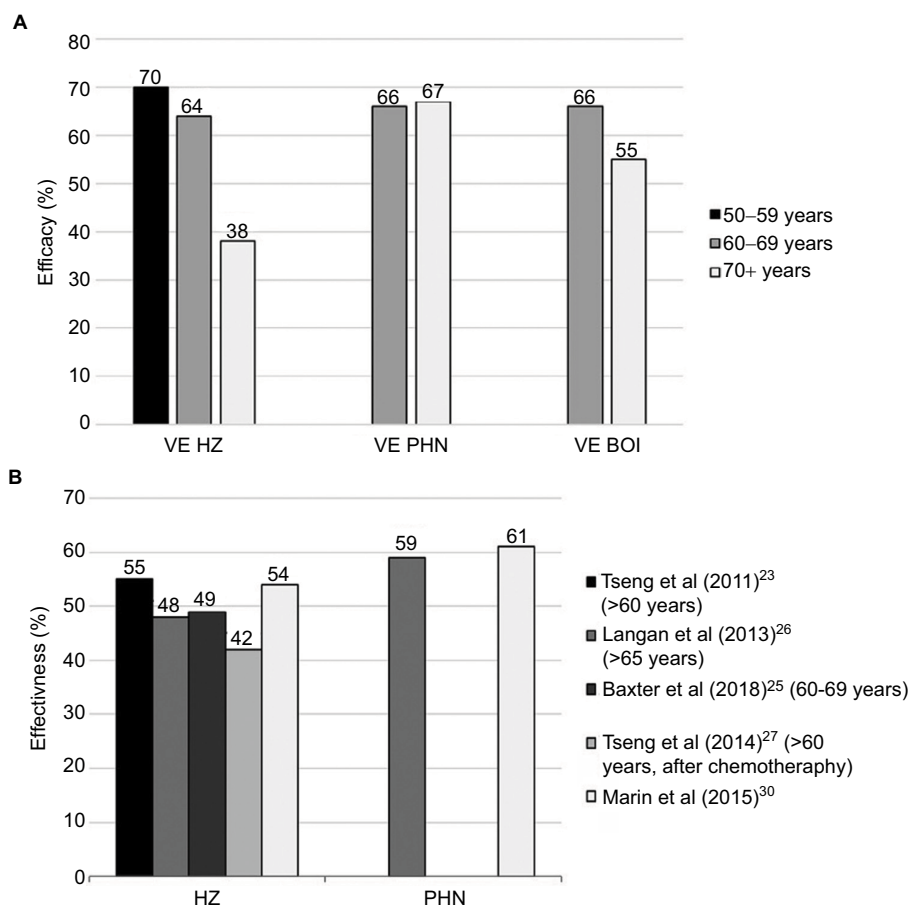 A
80
70
60
50
40
30
20
10
0
Efficacy (%)
70
64
38
66
67
66
55
VE HZ
VE PHN
VE BOI
50–59 years
60–69 years
70+ years
B
70
60
50
40
30
20
10
0
Effectivness (%)
55
48
49
42
54
59
61
HZ
PHN
Tseng et al (2011)23
(>60 years)
Langan et al (2013)26
(>65 years)
Baxter et al (2018)25 (60-69 years)
Tseng et al (2014)27 (>60
years, after chemotheraphy)
Marin et al (2015)30